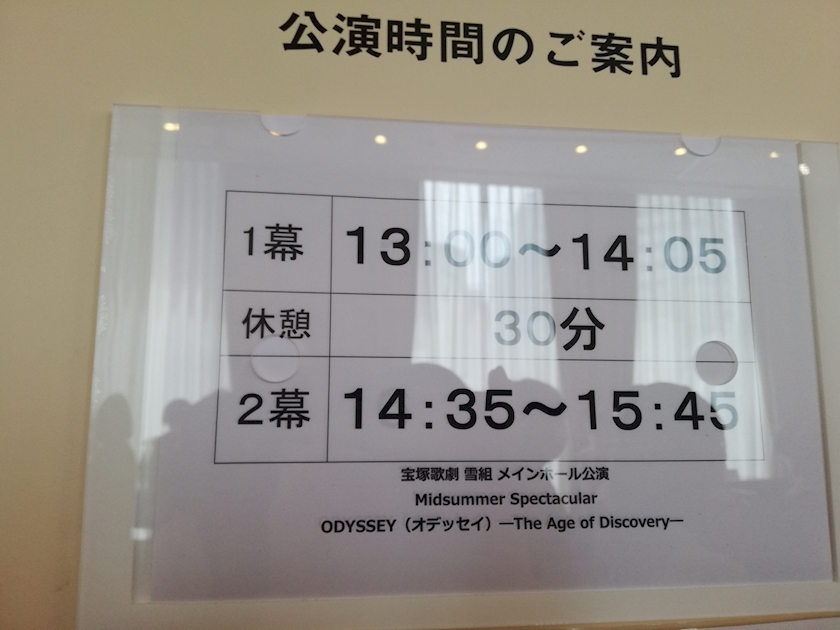 公演時間のご案内
1幕 13:00～14:05
休憩 30分
2幕 14:35～15:45
宝塚歌劇 雪組 メインホール公演
Midsummer Spectacular
ODYSSEY（オデッセイ）―The Age of Discovery―